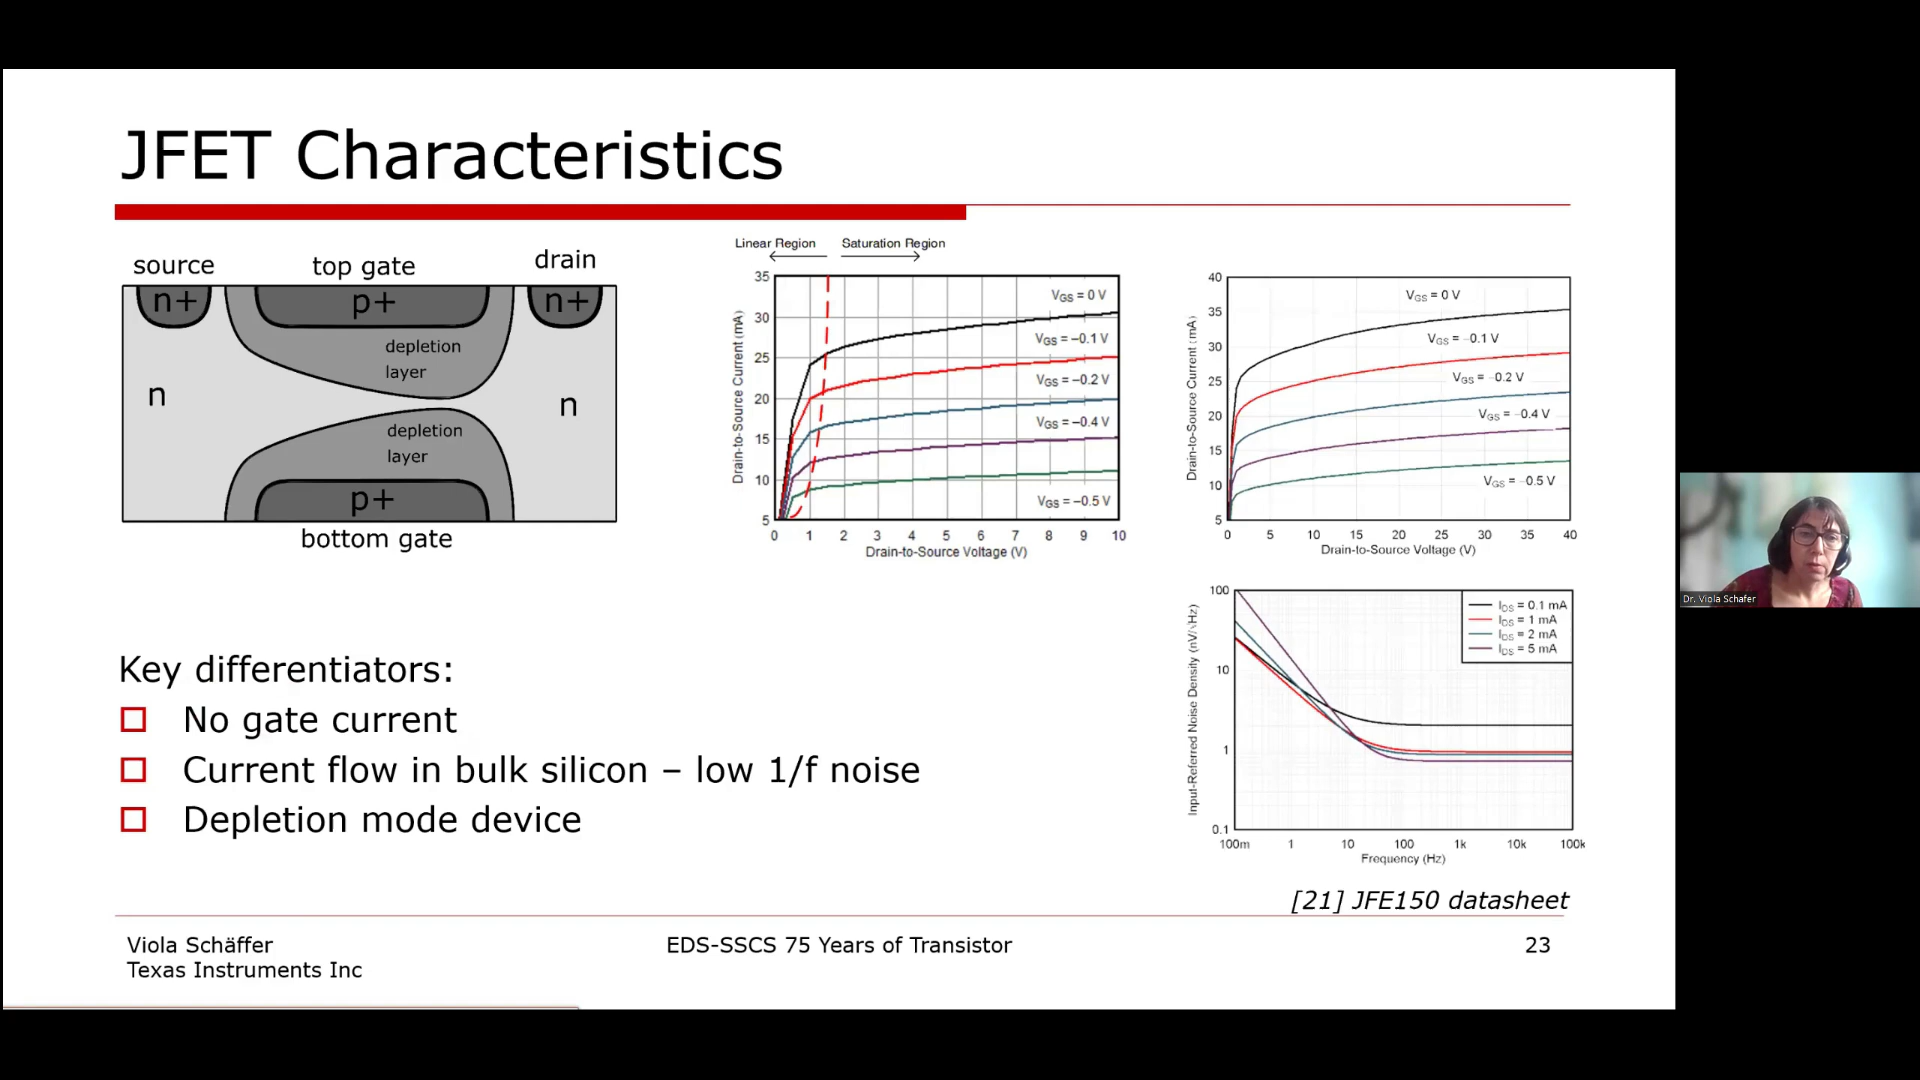 JFET Characteristics
source
top gate
drain
n+
p+
n+
depletion
layer
n
n
depletion
layer
p+
bottom gate
Linear Region
Saturation Region
35
30
25
20
15
10
5
Drain-to-Source Current (mA)
VGS = 0 V
VGS = –0.1 V
VGS = –0.2 V
VGS = –0.4 V
VGS = –0.5 V
0 1 2 3 4 5 6 7 8 9 10
Drain-to-Source Voltage (V)
40
35
30
25
20
15
10
5
Drain-to-Source Current (mA)
VGS = 0 V
VGS = –0.1 V
VGS = –0.2 V
VGS = –0.4 V
VGS = –0.5 V
0 5 10 15 20 25 30 35 40
Drain-to-Source Voltage (V)
100
10
1
0.1
Input-Referred Noise Density (nV/√Hz)
IDS = 0.1 mA
IDS = 1 mA
IDS = 2 mA
IDS = 5 mA
100m 1 10 100 1k 10k 100k
Frequency (Hz)
Key differentiators:
No gate current
Current flow in bulk silicon – low 1/f noise
Depletion mode device
[21] JFE150 datasheet
Viola Schäffer
Texas Instruments Inc
EDS-SSCS 75 Years of Transistor
23
Dr. Viola Schäfer